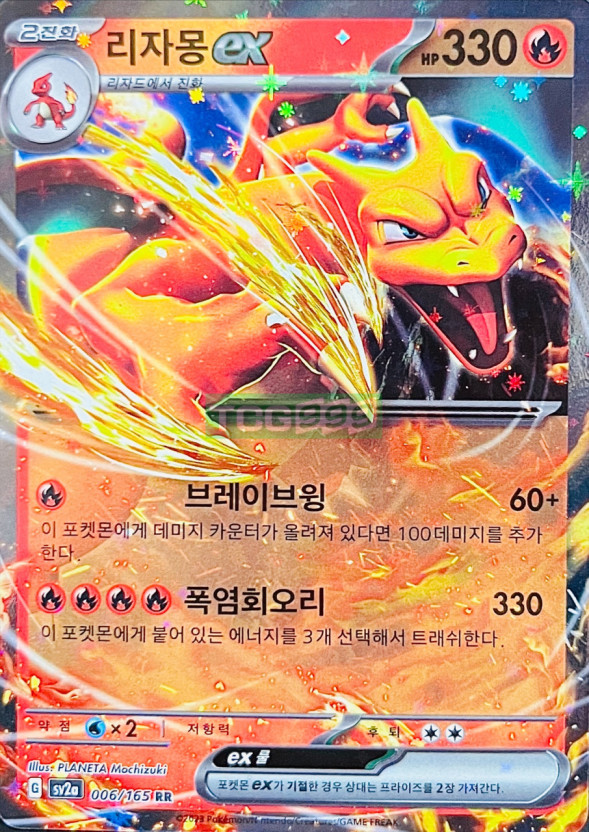 2진화
리자몽 ex
HP 330
리자드에서 진화
TCG999
브레이브윙 60+
이 포켓몬에게 데미지 카운터가 올려져 있다면 100데미지를 추가
한다.
폭염회오리 330
이 포켓몬에게 붙어 있는 에너지를 3개 선택해서 트래쉬한다.
약점 ×2 저항력 후퇴
Illus. PLANETA Mochizuki
ex 룰
포켓몬 ex가 기절한 경우 상대는 프라이즈를 2장 가져간다.
G sv2a 006/165 RR
©2023 Pokémon/Nintendo/Creatures/GAME FREAK